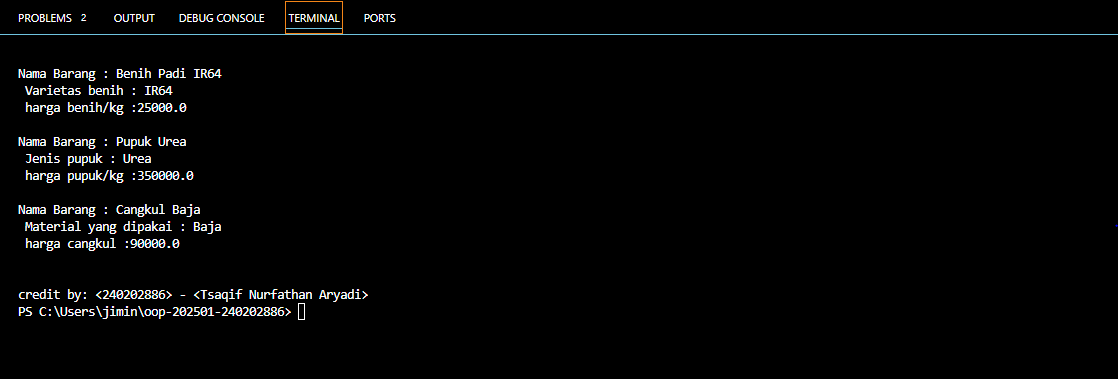 PROBLEMS 2 OUTPUT DEBUG CONSOLE TERMINAL PORTS
Nama Barang : Benih Padi IR64
Varietas benih : IR64
harga benih/kg :25000.0
Nama Barang : Pupuk Urea
Jenis pupuk : Urea
harga pupuk/kg :350000.0
Nama Barang : Cangkul Baja
Material yang dipakai : Baja
harga cangkul :90000.0
credit by: <240202886> - <Tsaqif Nurfathan Aryadi>
PS C:\Users\jimin\oop-202501-240202886>